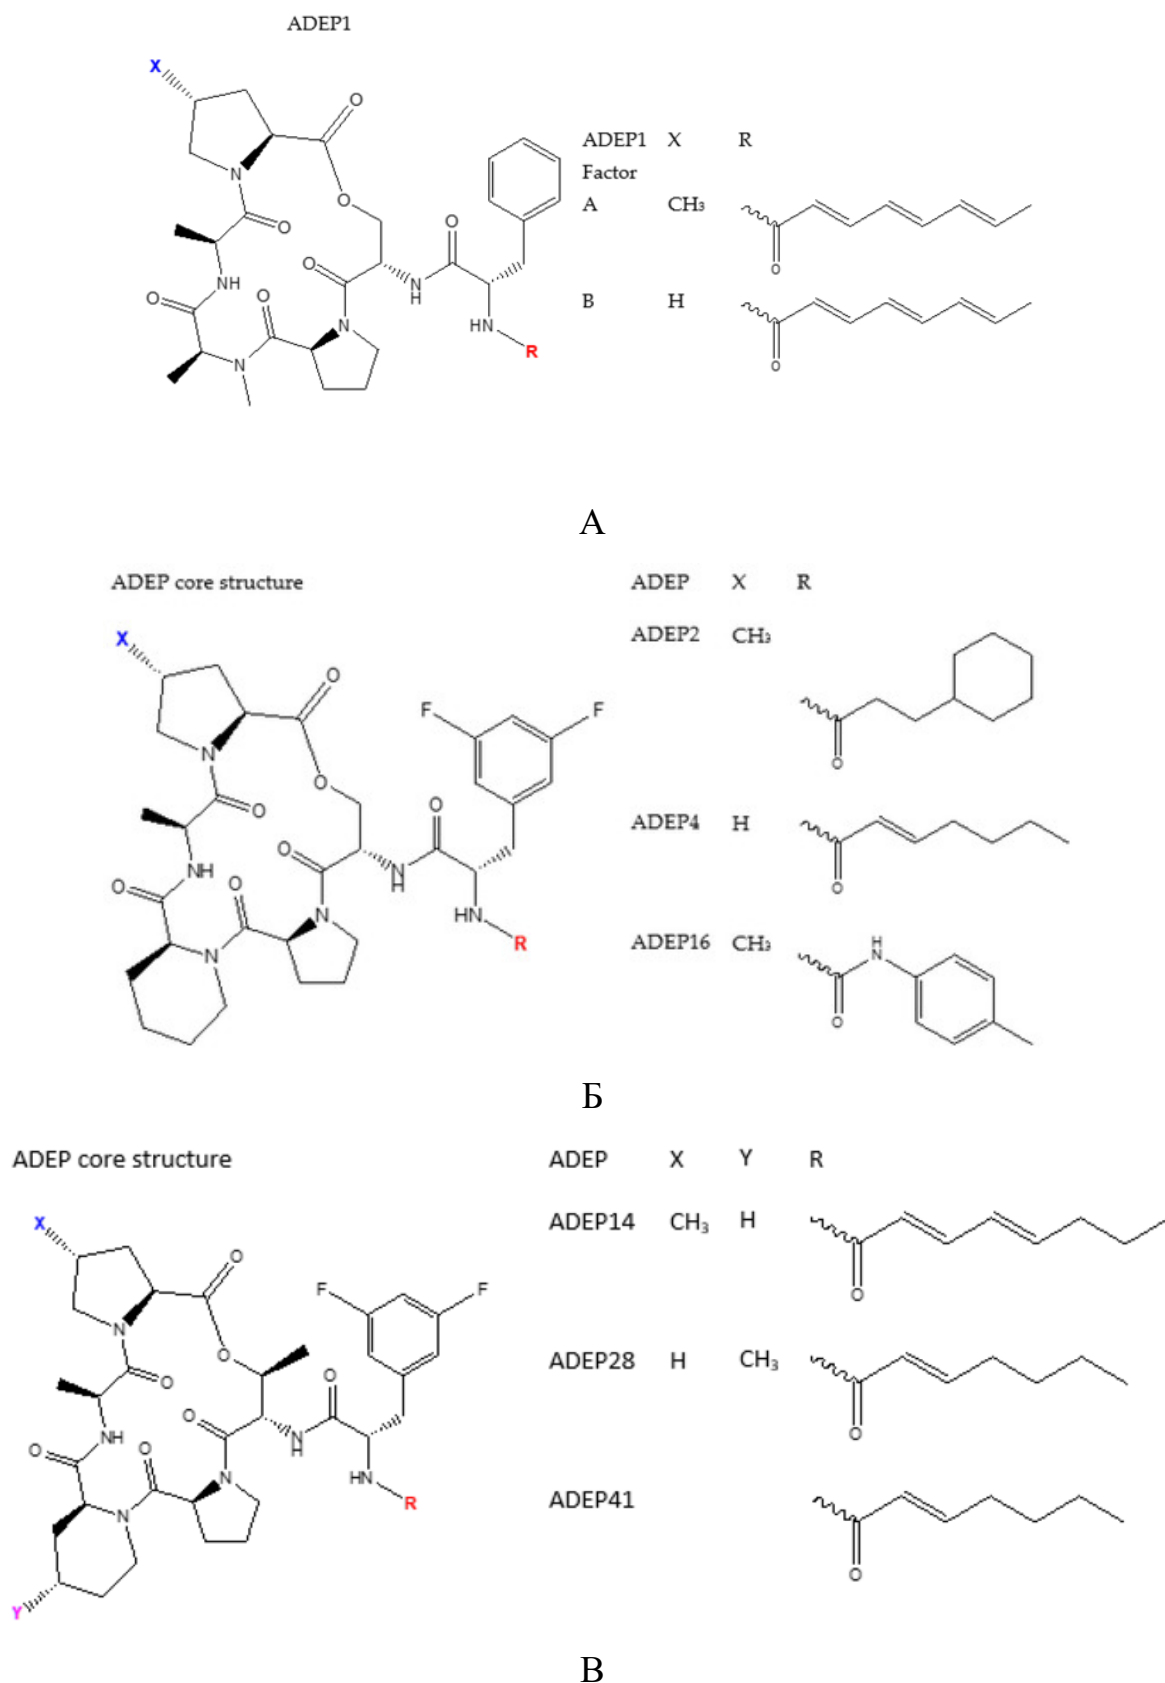 ADEP1
ADEP1 X R
Factor
A CH₃
B H
X
O
O
N
O
O
O
N
H
NH
O
O
HN
N
N
R
O
O
А
ADEP core structure
ADEP X R
ADEP2 CH₃
ADEP4 H
ADEP16 CH₃
X
O
F
F
N
O
O
O
O
N
H
NH
O
O
HN
N
N
R
O
O
H
N
O
Б
ADEP core structure
ADEP X Y R
ADEP14 CH₃ H
ADEP28 H CH₃
ADEP41
X
O
F
F
N
O
O
O
O
N
H
NH
O
O
HN
N
N
R
Y
O
O
O
В